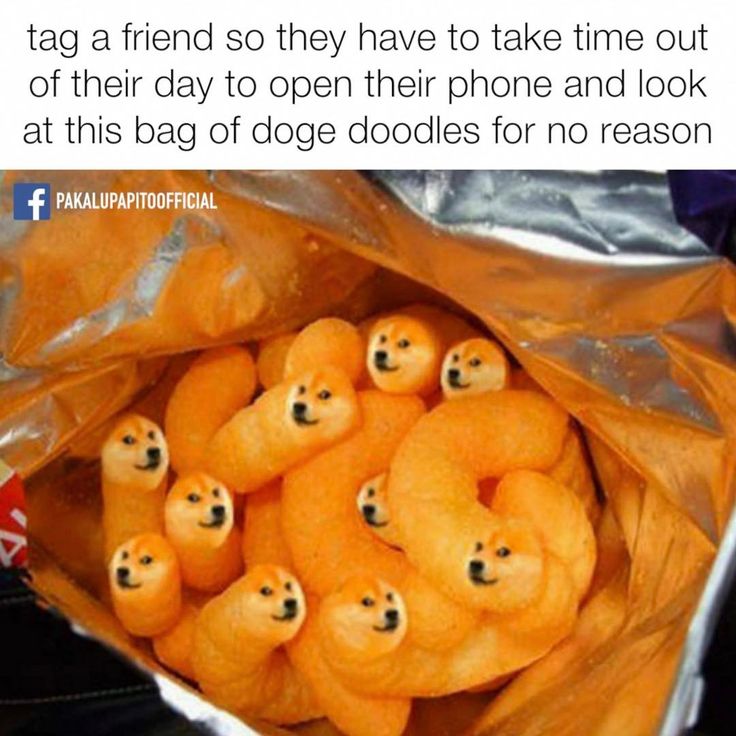 tag a friend so they have to take time out
of their day to open their phone and look
at this bag of doge doodles for no reason
f PAKALUPAPITOOFFICIAL